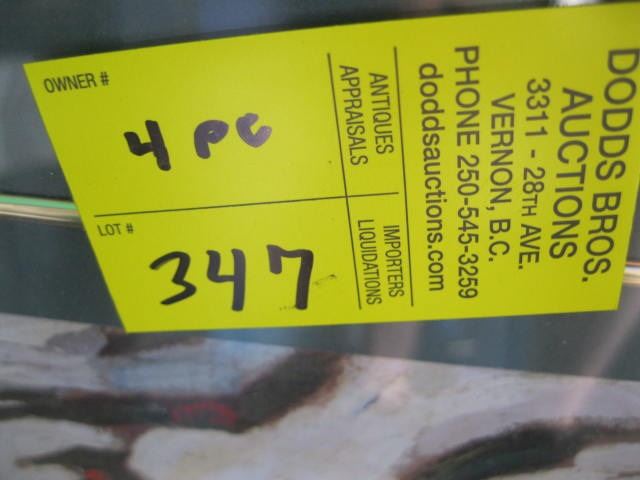 DODDS BROS.
AUCTIONS
3311 - 28TH AVE.
VERNON, B.C.
PHONE 250-545-3259
doddsauctions.com
ANTIQUES
APPRAISALS
IMPORTERS
LIQUIDATIONS
OWNER #
4 PC
LOT #
347